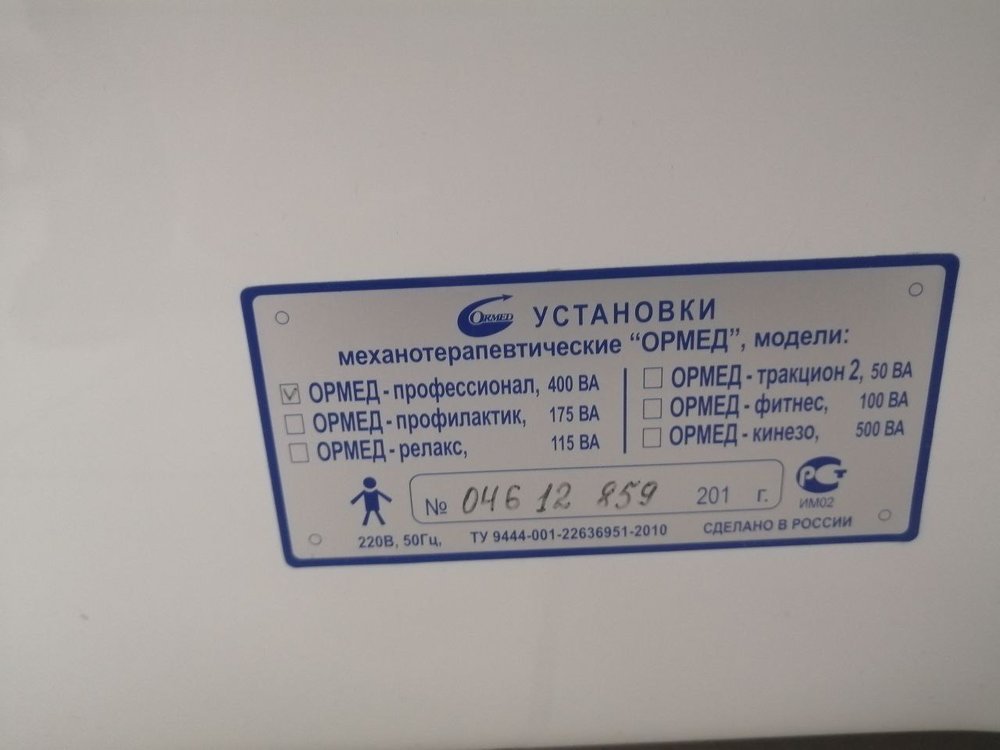 ORMED УСТАНОВКИ
механотерапевтические "ОРМЕД", модели:
ОРМЕД - профессионал, 400 ВА
ОРМЕД - профилактик, 175 ВА
ОРМЕД - релакс, 115 ВА
ОРМЕД - тракцион 2, 50 ВА
ОРМЕД - фитнес, 100 ВА
ОРМЕД - кинезо, 500 ВА
№ 046 12 859 201 г.
РСТ
ИМ02
220В, 50Гц, ТУ 9444-001-22636951-2010 СДЕЛАНО В РОССИИ